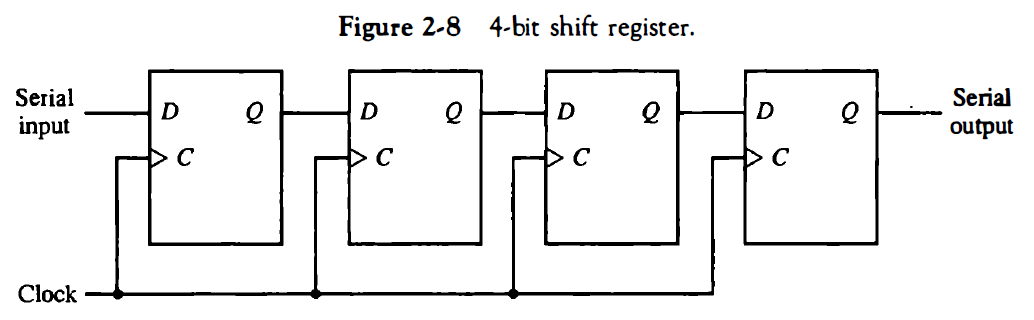 Figure 2-8 4-bit shift register.
Serial
input
D Q
C
D Q
C
D Q
C
D Q
C
Serial
output
Clock